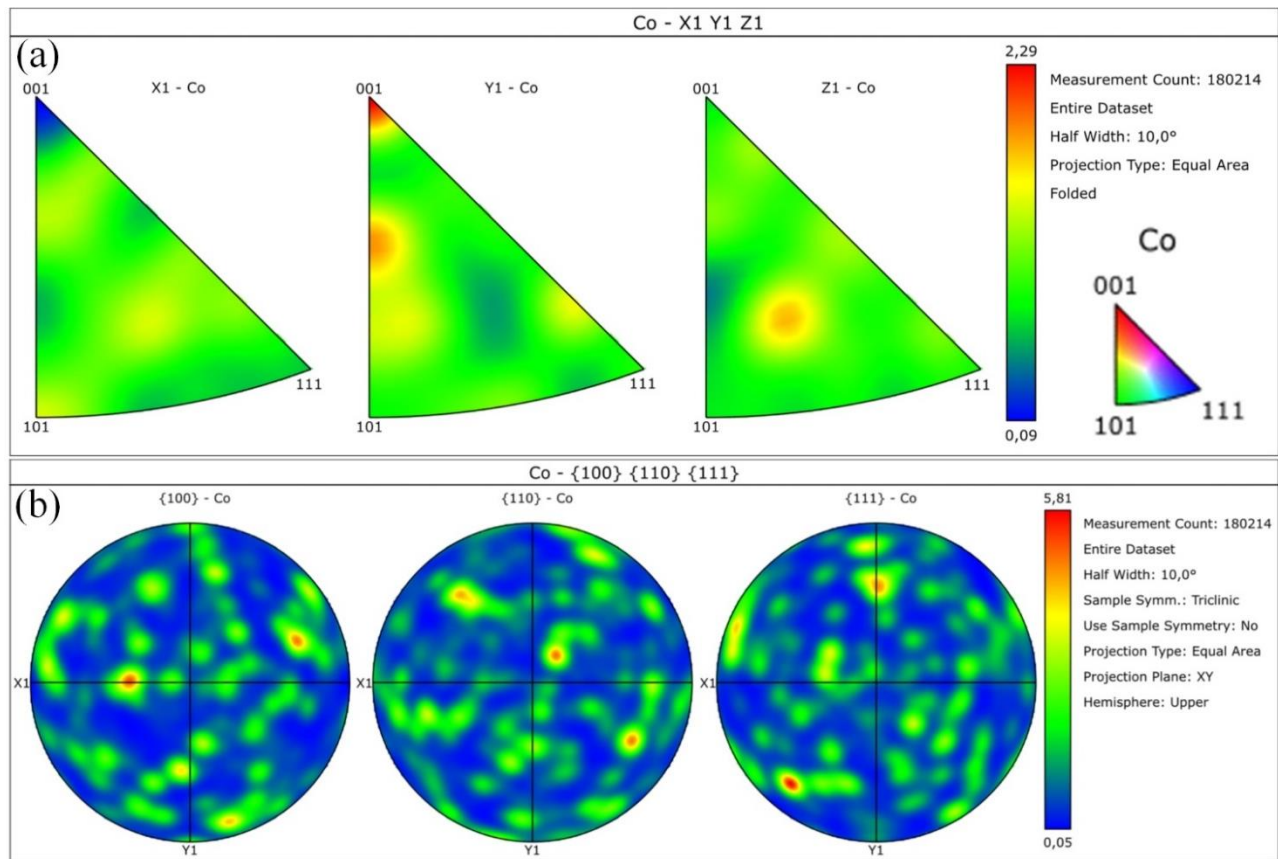 Co - X1 Y1 Z1
(a)
X1 - Co
Y1 - Co
Z1 - Co
001
101
111
001
101
111
001
101
111
2,29
0,09
Measurement Count: 180214
Entire Dataset
Half Width: 10,0°
Projection Type: Equal Area
Folded
Co
001
101
111
Co - {100} {110} {111}
(b)
{100} - Co
{110} - Co
{111} - Co
X1
Y1
X1
Y1
X1
Y1
5,81
0,05
Measurement Count: 180214
Entire Dataset
Half Width: 10,0°
Sample Symm.: Triclinic
Use Sample Symmetry: No
Projection Type: Equal Area
Projection Plane: XY
Hemisphere: Upper